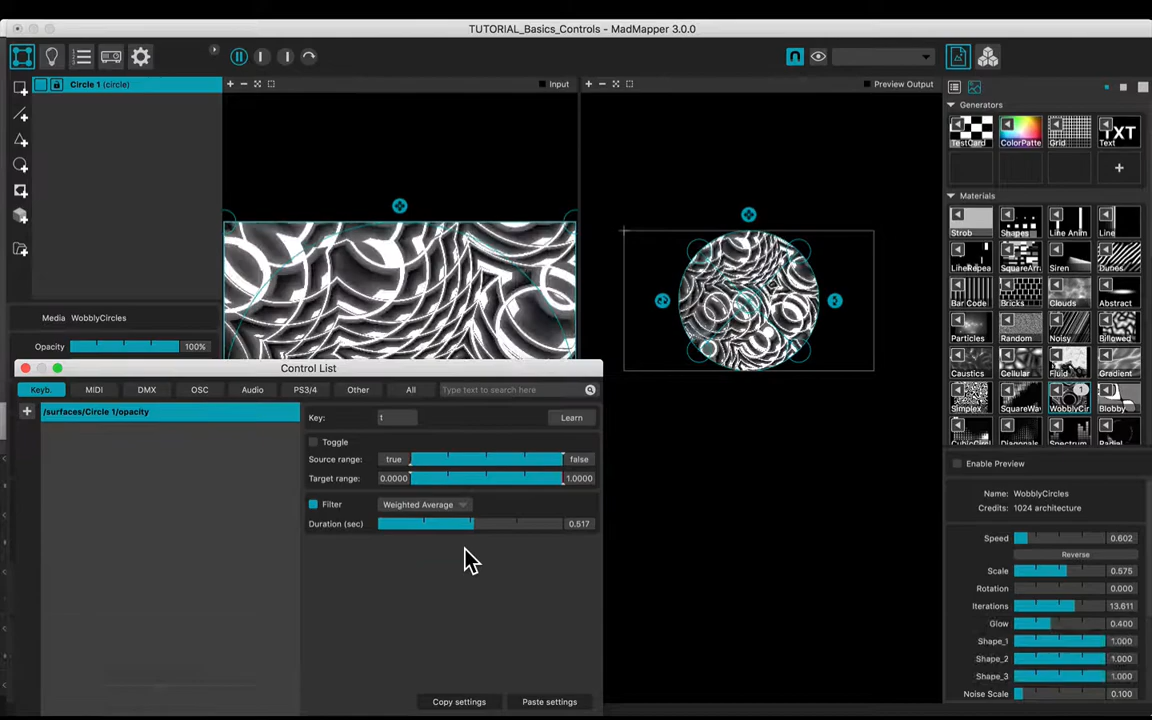 TUTORIAL_Basics_Controls - MadMapper 3.0.0
Circle 1 (circle)
Input
Preview Output
Generators
TestCard
ColorPatte
Grid
TXT
Text
Materials
Strob
Shapes
Line Anim
Line
LineRepea
SquareArr
Siren
Dunes
Bar Code
Bricks
Clouds
Abstract
Particles
Random
Noisy
Billowed
Caustics
Cellular
Fluid
Gradient
Simplex
SquareWav
1
WobblyCir
Blobby
CubicCircl
Diagonals
Spectrum
Radial
Media WobblyCircles
Opacity 100%
Control List
Keyb. MIDI DMX OSC Audio PS3/4 Other All Type text to search here
/surfaces/Circle 1/opacity
Key: t Learn
Toggle
Source range: true false
Target range: 0.0000 1.0000
Filter Weighted Average
Duration (sec) 0.517
Copy settings Paste settings
Enable Preview
Name: WobblyCircles
Credits: 1024 architecture
Speed 0.602
Reverse
Scale 0.575
Rotation 0.000
Iterations 13.611
Glow 0.400
Shape_1 1.000
Shape_2 1.000
Shape_3 1.000
Noise Scale 0.100